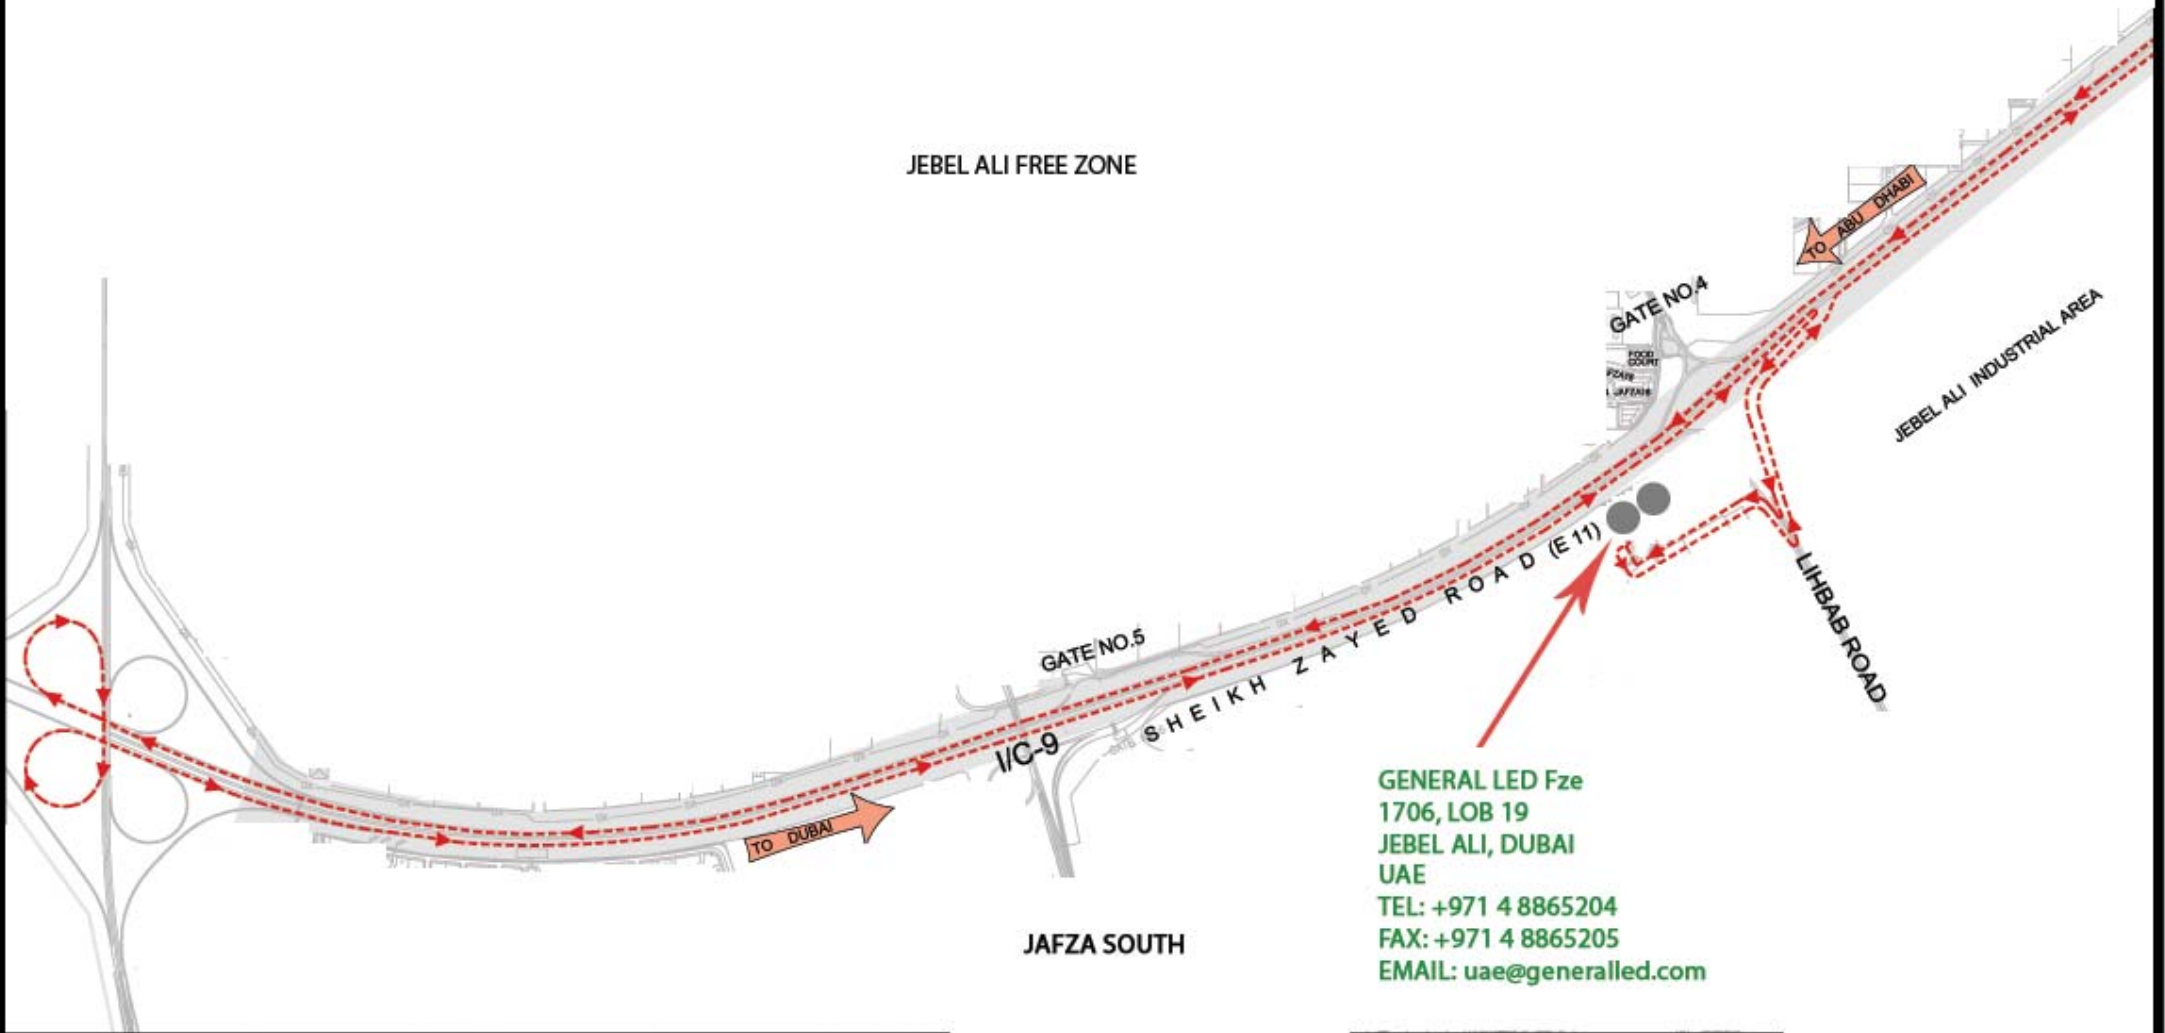 JEBEL ALI FREE ZONE
TO ABU DHABI
GATE NO.4
FOOD
COURT
JEBEL ALI INDUSTRIAL AREA
SHEIKH ZAYED ROAD (E 11)
LIHBAB ROAD
GATE NO.5
I/C-9
TO DUBAI
JAFZA SOUTH
GENERAL LED Fze
1706, LOB 19
JEBEL ALI, DUBAI
UAE
TEL: +971 4 8865204
FAX: +971 4 8865205
EMAIL: uae@generalled.com